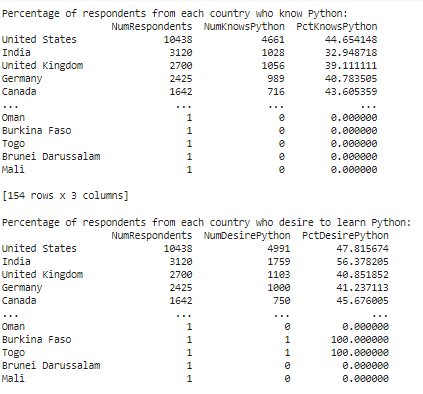 Percentage of respondents from each country who know Python:
NumRespondents NumKnowsPython PctKnowsPython
United States 10438 4661 44.654148
India 3120 1028 32.948718
United Kingdom 2700 1056 39.111111
Germany 2425 989 40.783505
Canada 1642 716 43.605359
... ... ... ...
Oman 1 0 0.000000
Burkina Faso 1 0 0.000000
Togo 1 0 0.000000
Brunei Darussalam 1 0 0.000000
Mali 1 0 0.000000
[154 rows x 3 columns]
Percentage of respondents from each country who desire to learn Python:
NumRespondents NumDesirePython PctDesirePython
United States 10438 4991 47.815674
India 3120 1759 56.378205
United Kingdom 2700 1103 40.851852
Germany 2425 1000 41.237113
Canada 1642 750 45.676005
... ... ... ...
Oman 1 0 0.000000
Burkina Faso 1 1 100.000000
Togo 1 1 100.000000
Brunei Darussalam 1 0 0.000000
Mali 1 0 0.000000